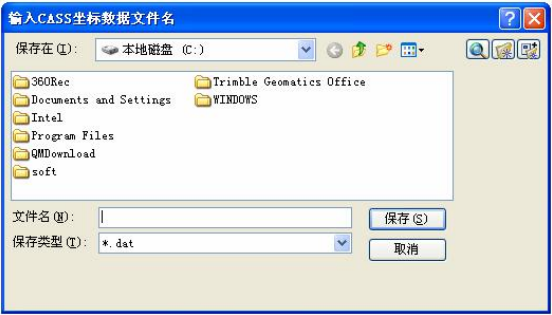 输入CASS坐标数据文件名
保存在(I): 本地磁盘 (C:)
360Rec
Documents and Settings
Intel
Program Files
QMDownload
soft
Trimble Geomatics Office
WINDOWS
文件名(N): 保存(S)
保存类型(T): *.dat 取消